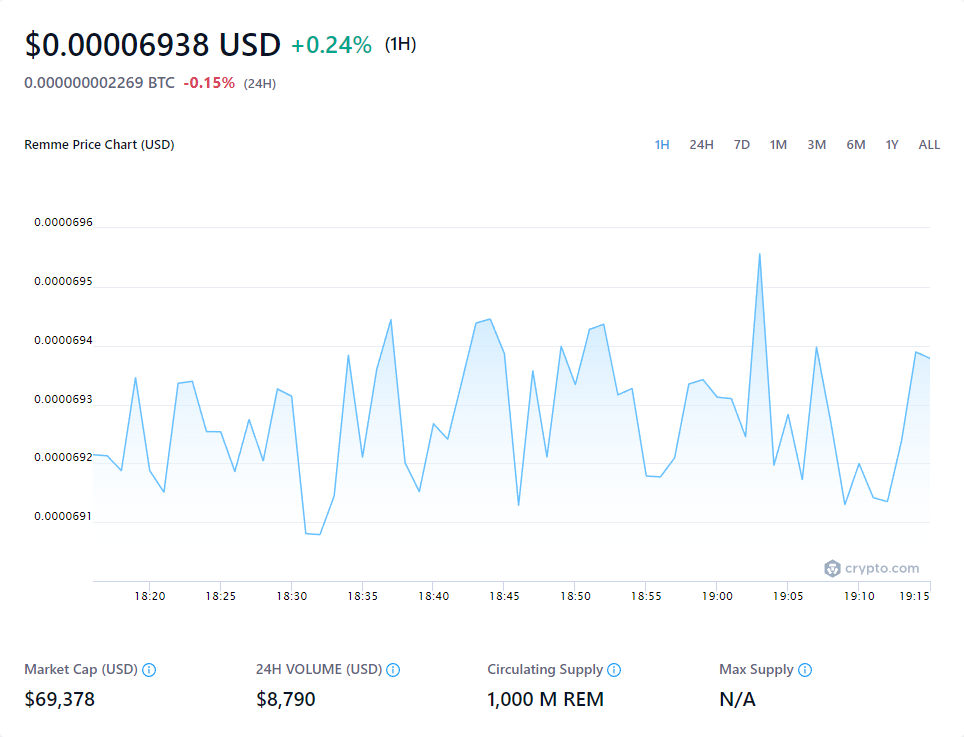 $0.00006938 USD +0.24% (1H)
0.000000002269 BTC -0.15% (24H)
Remme Price Chart (USD) 1H 24H 7D 1M 3M 6M 1Y ALL
0.0000696
0.0000695
0.0000694
0.0000693
0.0000692
0.0000691
crypto.com
18:20 18:25 18:30 18:35 18:40 18:45 18:50 18:55 19:00 19:05 19:10 19:15
Market Cap (USD) 24H VOLUME (USD) Circulating Supply Max Supply
$69,378 $8,790 1,000 M REM N/A